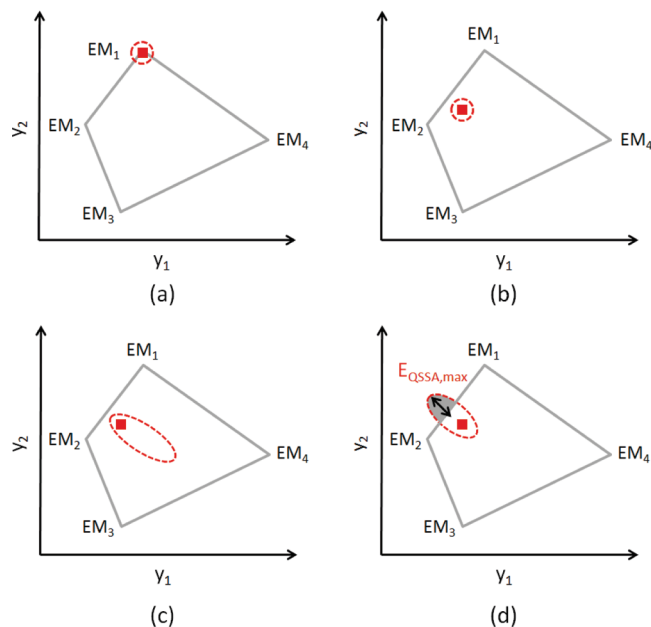 EM₁
EM₂
EM₃
EM₄
y₂
y₁
(a)
EM₁
EM₂
EM₃
EM₄
y₂
y₁
(b)
EM₁
EM₂
EM₃
EM₄
y₂
y₁
(c)
EM₁
E_QSSA,max
EM₂
EM₃
EM₄
y₂
y₁
(d)